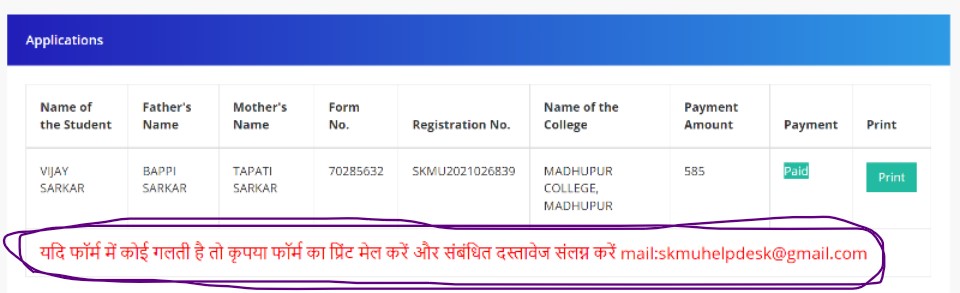 Applications
Name of the Student Father's Name Mother's Name Form No. Registration No. Name of the College Payment Amount Payment Print
VIJAY SARKAR BAPPI SARKAR TAPATI SARKAR 70285632 SKMU2021026839 MADHUPUR COLLEGE, MADHUPUR 585 Paid Print
यदि फॉर्म में कोई गलती है तो कृपया फॉर्म का प्रिंट मेल करें और संबंधित दस्तावेज संलग्न करें mail:skmuhelpdesk@gmail.com